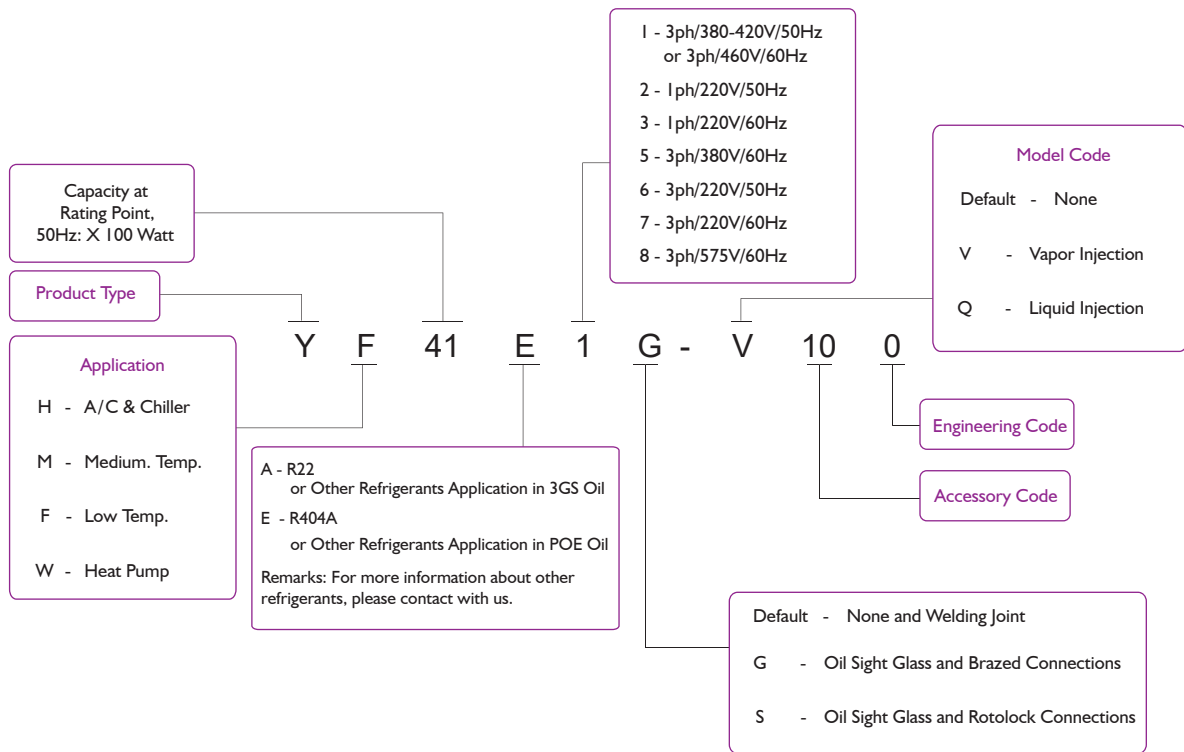 1 - 3ph/380-420V/50Hz
or 3ph/460V/60Hz
2 - 1ph/220V/50Hz
3 - 1ph/220V/60Hz
5 - 3ph/380V/60Hz
6 - 3ph/220V/50Hz
7 - 3ph/220V/60Hz
8 - 3ph/575V/60Hz
Model Code
Default - None
V - Vapor Injection
Q - Liquid Injection
Capacity at
Rating Point,
50Hz: X 100 Watt
Product Type
Y F 41 E 1 G - V 10 0
Application
H - A/C & Chiller
M - Medium. Temp.
F - Low Temp.
W - Heat Pump
A - R22
or Other Refrigerants Application in 3GS Oil
E - R404A
or Other Refrigerants Application in POE Oil
Remarks: For more information about other
refrigerants, please contact with us.
Engineering Code
Accessory Code
Default - None and Welding Joint
G - Oil Sight Glass and Brazed Connections
S - Oil Sight Glass and Rotolock Connections